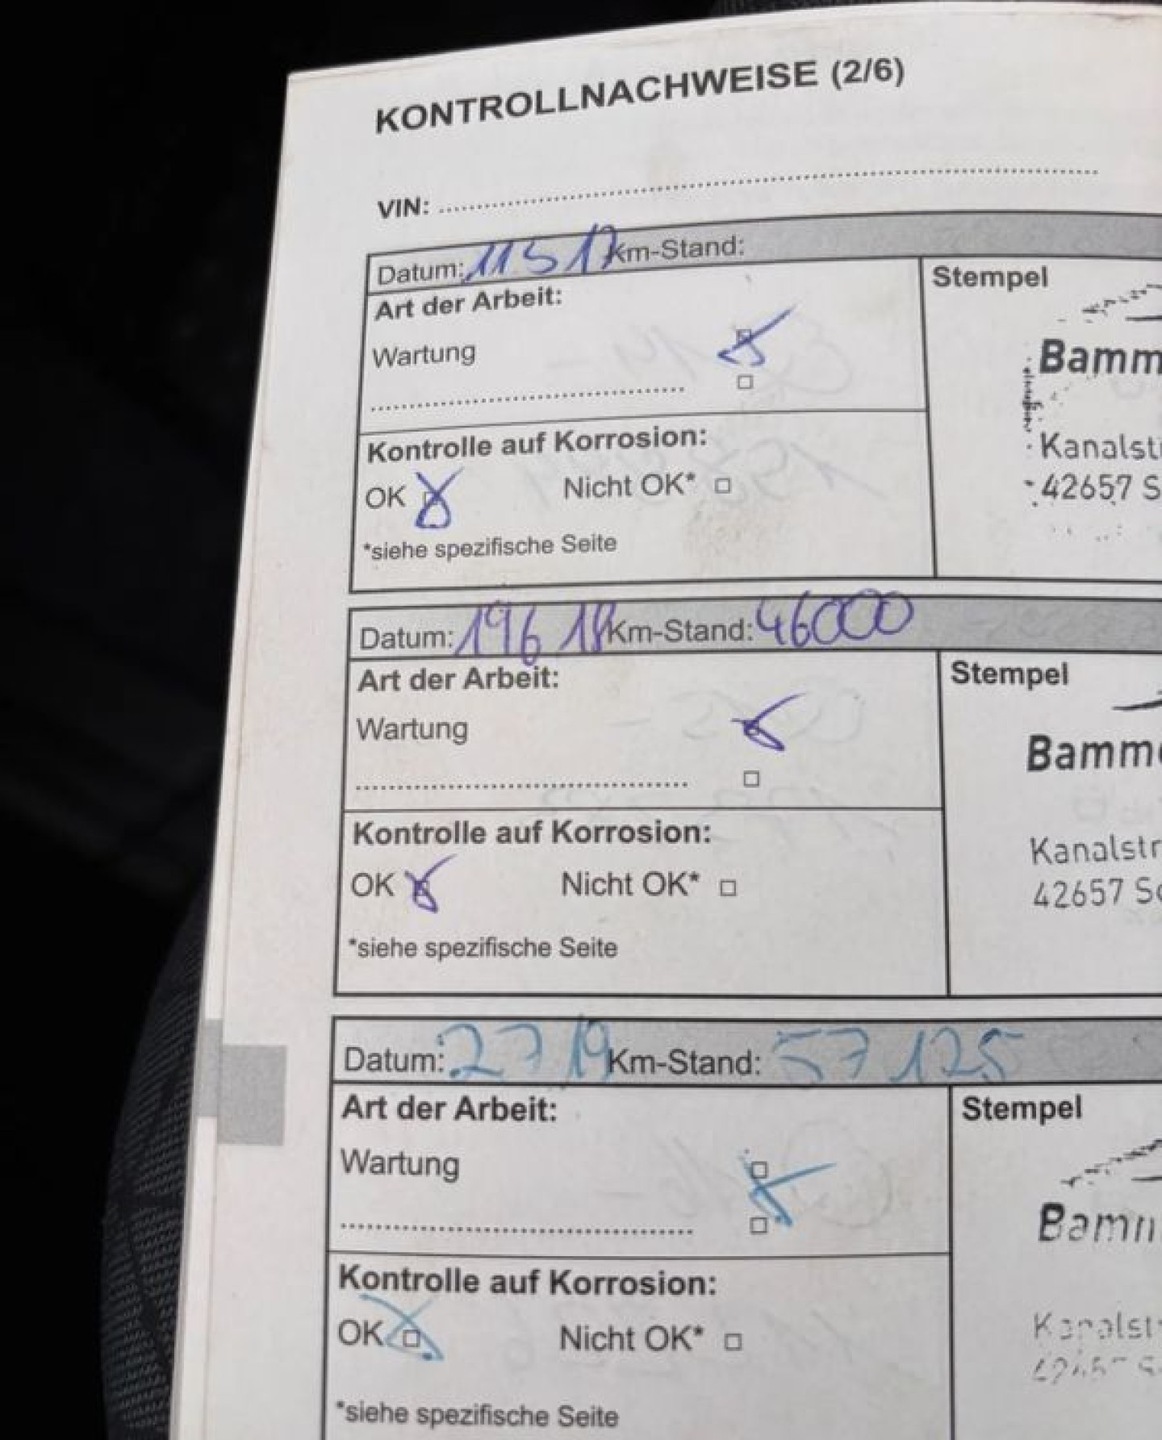 KONTROLLNACHWEISE (2/6)
VIN:
Datum: 11 5 17 Km-Stand:
Art der Arbeit:
Stempel
Wartung
Bamm
Kontrolle auf Korrosion:
Kanalst
OK Nicht OK*
42657 S
*siehe spezifische Seite
Datum: 19 6 18 Km-Stand: 46000
Art der Arbeit:
Stempel
Wartung
Bamm
Kontrolle auf Korrosion:
Kanalstr
OK Nicht OK*
42657 So
*siehe spezifische Seite
Datum: 2 7 19 Km-Stand: 57125
Art der Arbeit:
Stempel
Wartung
Bam
Kontrolle auf Korrosion:
Kanalst
OK Nicht OK*
*siehe spezifische Seite